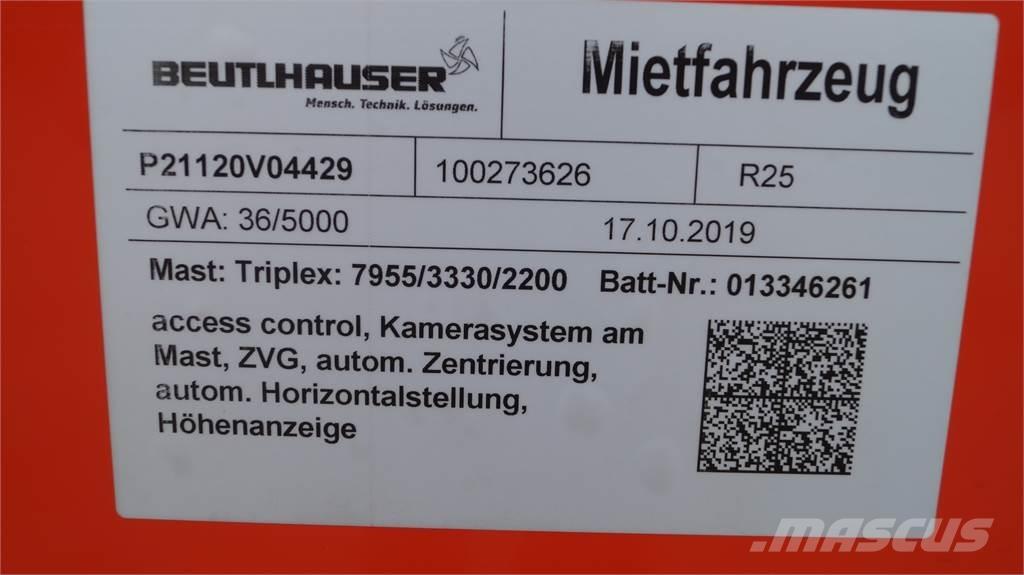 BEUTLHAUSER
Mensch. Technik. Lösungen.
Mietfahrzeug
P21120V04429 100273626 R25
GWA: 36/5000 17.10.2019
Mast: Triplex: 7955/3330/2200 Batt-Nr.: 013346261
access control, Kamerasystem am
Mast, ZVG, autom. Zentrierung,
autom. Horizontalstellung,
Höhenanzeige
MASCUS